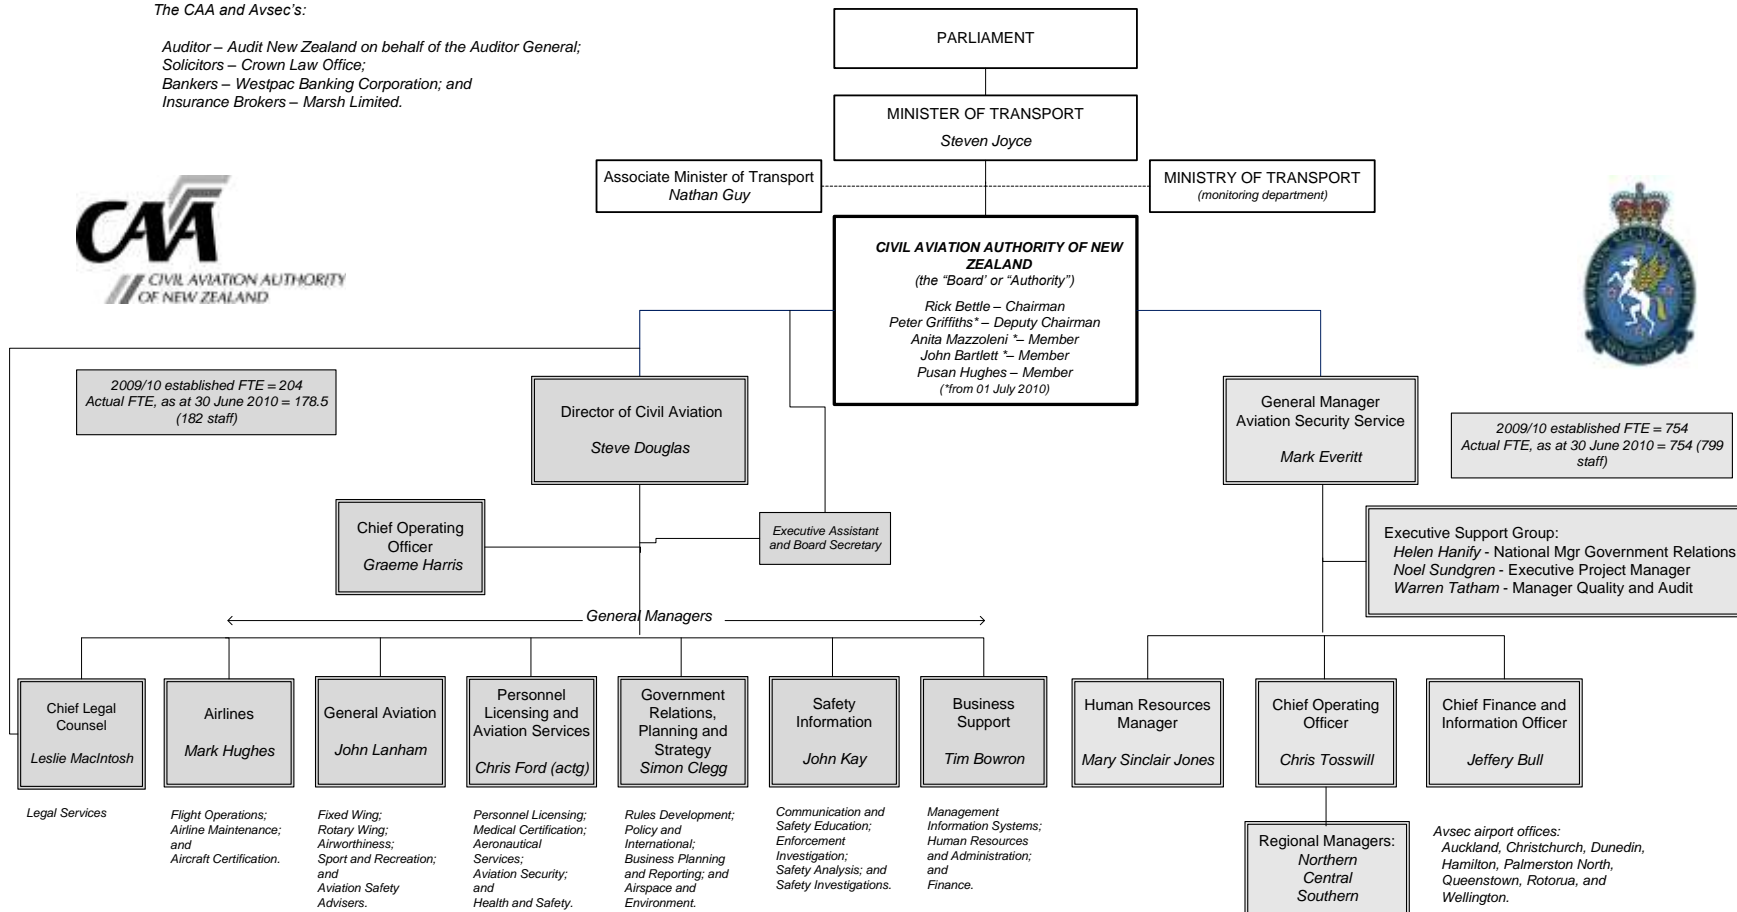 The CAA and Avsec's:
Auditor – Audit New Zealand on behalf of the Auditor General;
Solicitors – Crown Law Office;
Bankers – Westpac Banking Corporation; and
Insurance Brokers – Marsh Limited.
PARLIAMENT
MINISTER OF TRANSPORT
Steven Joyce
Associate Minister of Transport
Nathan Guy
MINISTRY OF TRANSPORT
(monitoring department)
CAA
CIVIL AVIATION AUTHORITY
OF NEW ZEALAND
CIVIL AVIATION AUTHORITY OF NEW
ZEALAND
(the "Board' or "Authority")
Rick Bettle – Chairman
Peter Griffiths* – Deputy Chairman
Anita Mazzoleni *– Member
John Bartlett *– Member
Pusan Hughes – Member
(*from 01 July 2010)
AVIATION SECURITY SERVICE
NEW ZEALAND
2009/10 established FTE = 204
Actual FTE, as at 30 June 2010 = 178.5
(182 staff)
Director of Civil Aviation
Steve Douglas
General Manager
Aviation Security Service
Mark Everitt
2009/10 established FTE = 754
Actual FTE, as at 30 June 2010 = 754 (799
staff)
Chief Operating
Officer
Graeme Harris
Executive Assistant
and Board Secretary
Executive Support Group:
Helen Hanify - National Mgr Government Relations
Noel Sundgren - Executive Project Manager
Warren Tatham - Manager Quality and Audit
General Managers
Chief Legal
Counsel
Leslie MacIntosh
Airlines
Mark Hughes
General Aviation
John Lanham
Personnel
Licensing and
Aviation Services
Chris Ford (actg)
Government
Relations,
Planning and
Strategy
Simon Clegg
Safety
Information
John Kay
Business
Support
Tim Bowron
Human Resources
Manager
Mary Sinclair Jones
Chief Operating
Officer
Chris Tosswill
Chief Finance and
Information Officer
Jeffery Bull
Legal Services
Flight Operations;
Airline Maintenance;
and
Aircraft Certification.
Fixed Wing;
Rotary Wing;
Airworthiness;
Sport and Recreation;
and
Aviation Safety
Advisers.
Personnel Licensing;
Medical Certification;
Aeronautical
Services;
Aviation Security;
and
Health and Safety.
Rules Development;
Policy and
International;
Business Planning
and Reporting; and
Airspace and
Environment.
Communication and
Safety Education;
Enforcement
Investigation;
Safety Analysis; and
Safety Investigations.
Management
Information Systems;
Human Resources
and Administration;
and
Finance.
Regional Managers:
Northern
Central
Southern
Avsec airport offices:
Auckland, Christchurch, Dunedin,
Hamilton, Palmerston North,
Queenstown, Rotorua, and
Wellington.